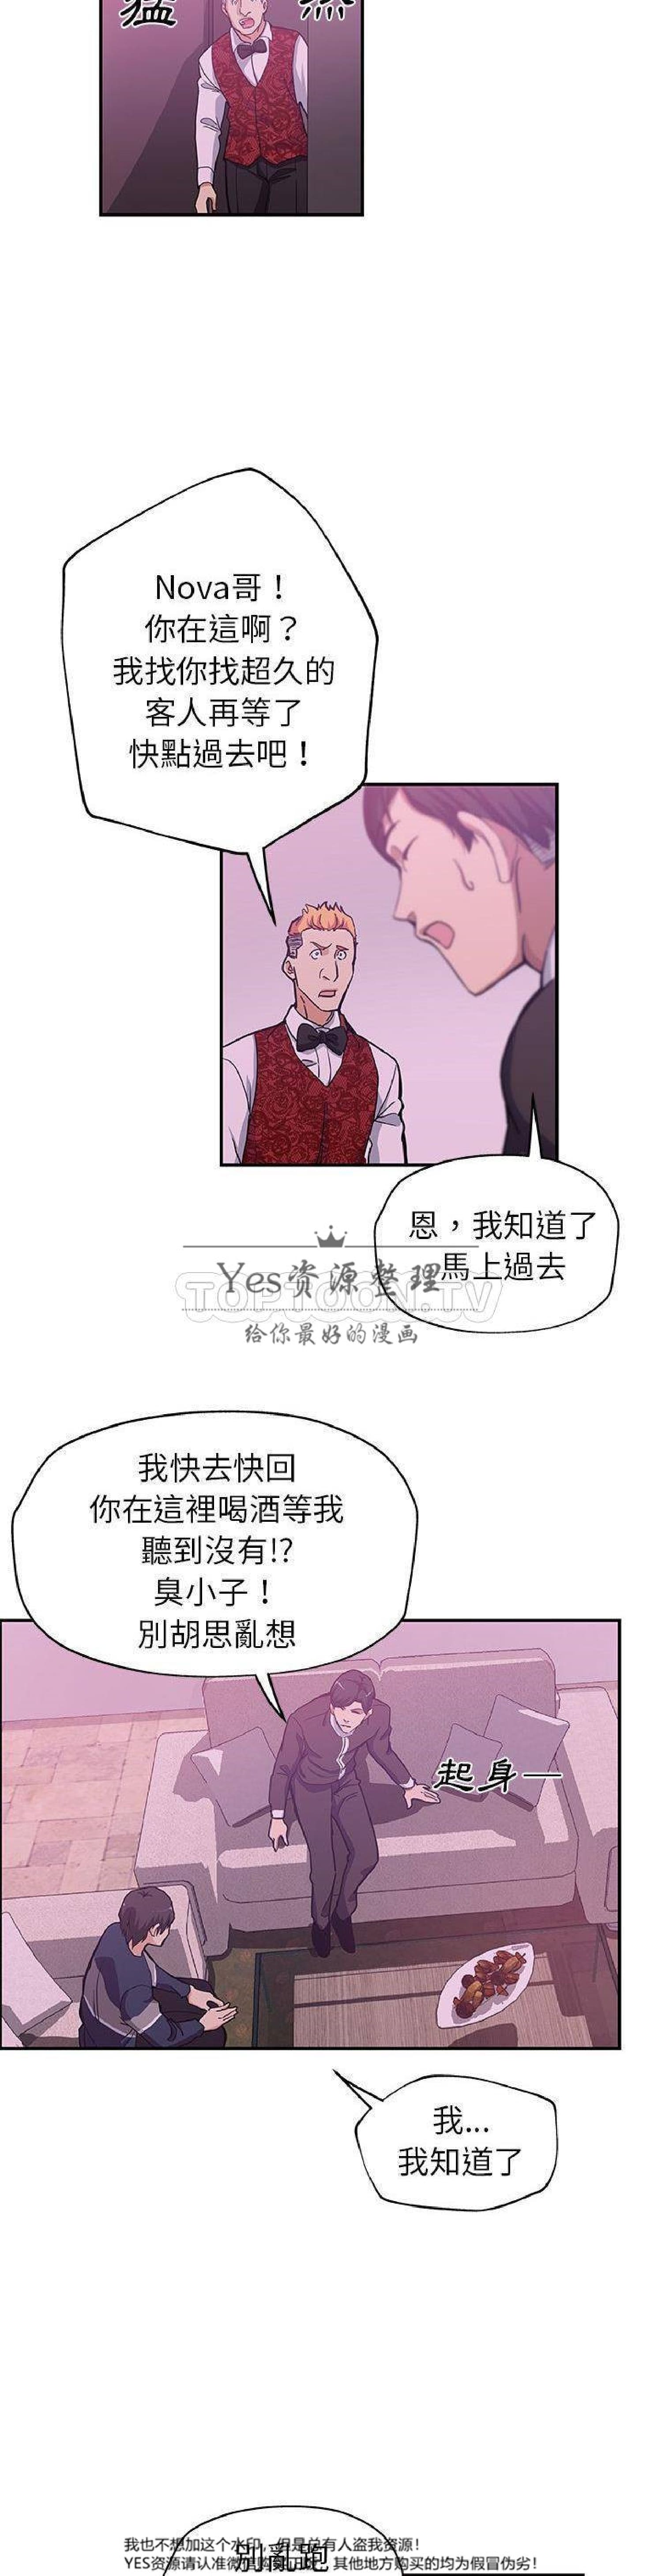 猛 然
Nova哥！
你在這啊？
我找你找超久的
客人再等了
快點過去吧！
恩，我知道了
馬上過去
Yes资源整理
TOPTOON.TV
给你最好的漫画
我快去快回
你在這裡喝酒等我
聽到沒有!?
臭小子！
別胡思亂想
起身—
我...
我知道了
別亂跑
我也不想加这个水印，但是总有人盗我资源！
YES资源请认准微信购买正版，其他地方购买的均为假冒伪劣！